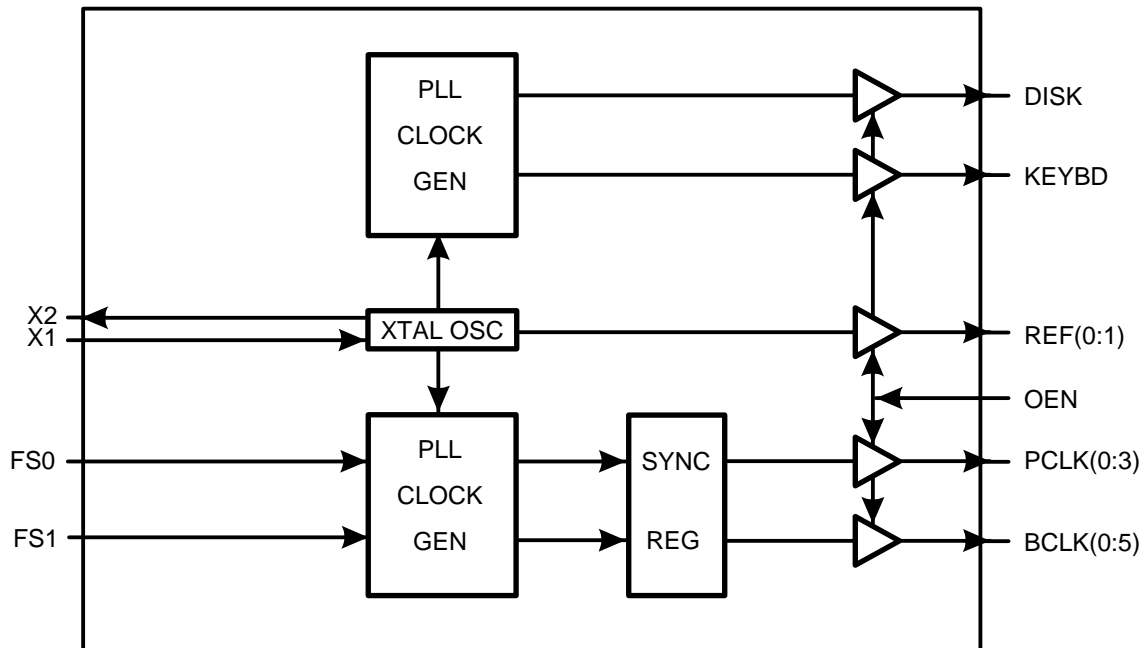 PLL
CLOCK
GEN
DISK
KEYBD
X2
X1
XTAL OSC
REF(0:1)
OEN
FS0
FS1
PLL
CLOCK
GEN
SYNC
REG
PCLK(0:3)
BCLK(0:5)